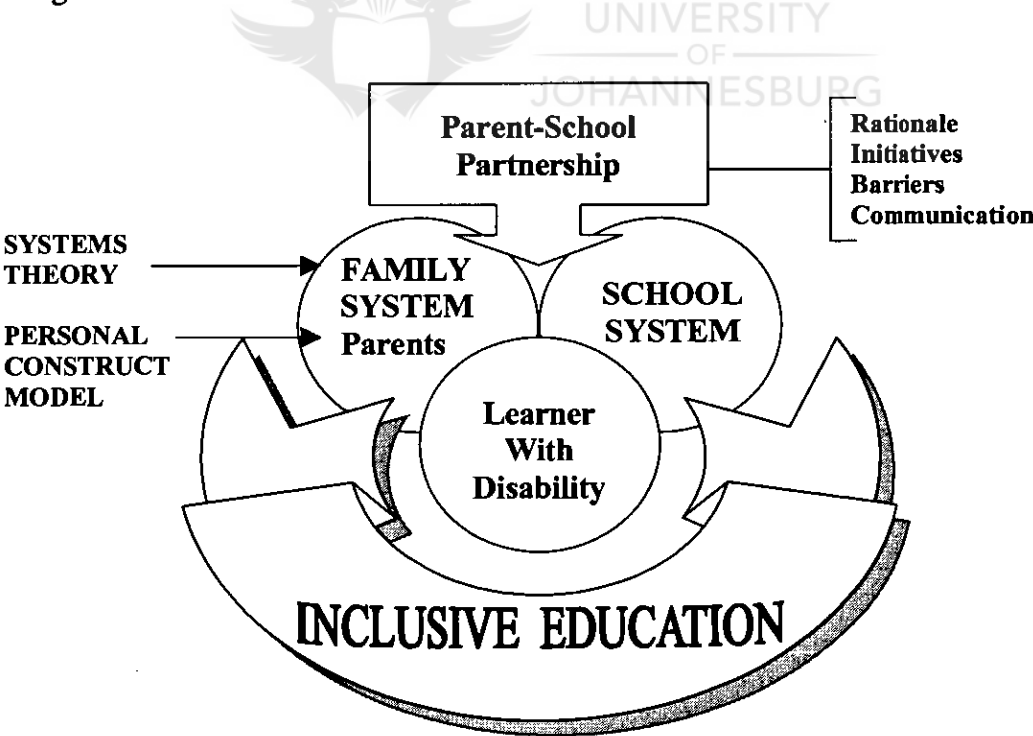 UNIVERSITY
OF
JOHANNESBURG
Parent-School
Partnership
Rationale
Initiatives
Barriers
Communication
SYSTEMS
THEORY
FAMILY
SYSTEM
Parents
SCHOOL
SYSTEM
PERSONAL
CONSTRUCT
MODEL
Learner
With
Disability
INCLUSIVE EDUCATION